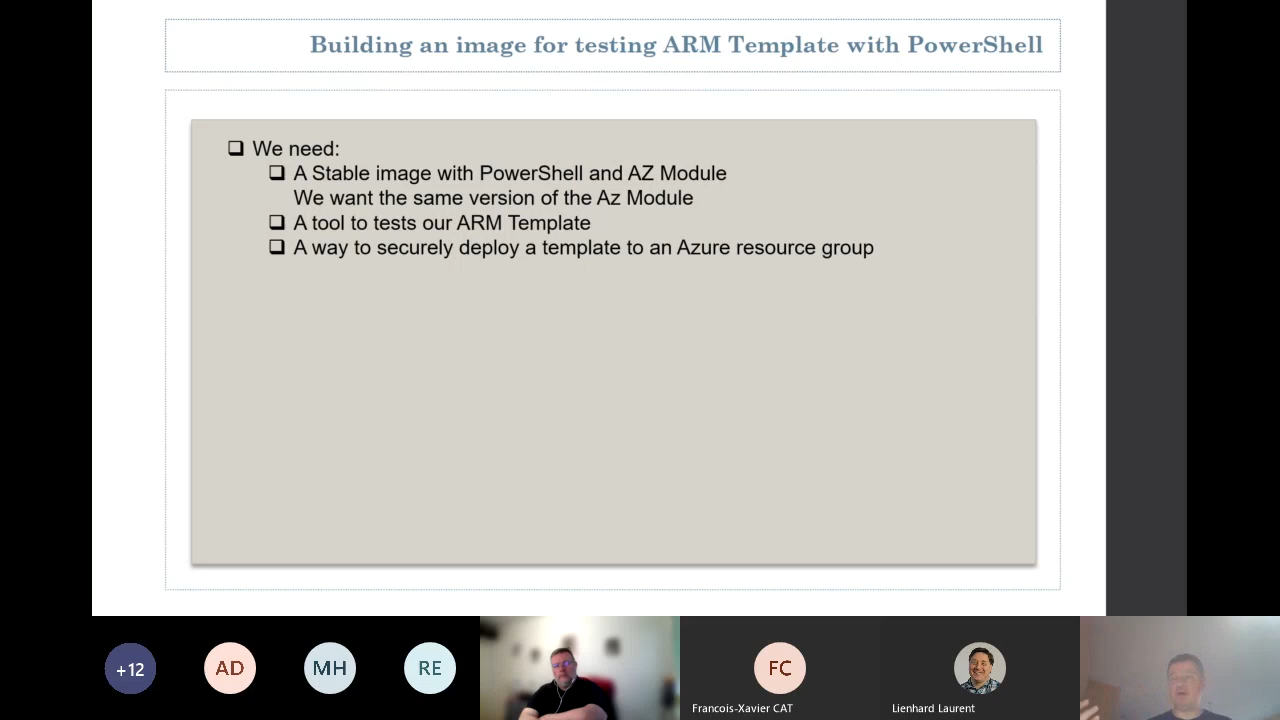 Building an image for testing ARM Template with PowerShell
We need:
A Stable image with PowerShell and AZ Module
We want the same version of the Az Module
A tool to tests our ARM Template
A way to securely deploy a template to an Azure resource group
+12
AD
MH
RE
FC
Francois-Xavier CAT
Lienhard Laurent